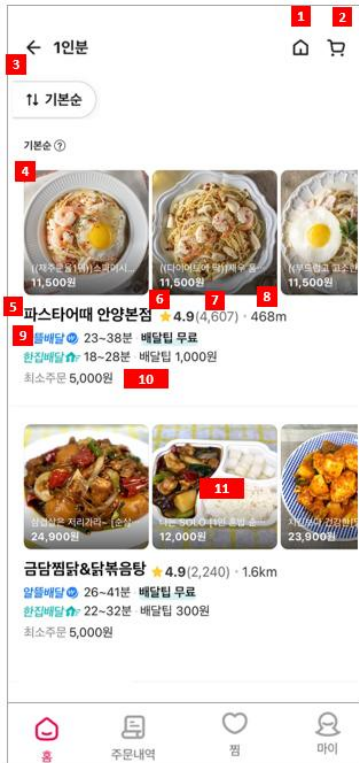 1 2
← 1인분
3
↑↓ 기본순
기본순 ?
4
11,500원 11,500원 11,500원
5 6 7 8
파스타어때 안양본점 ★4.9(4,607) · 468m
9
알뜰배달 23~38분 · 배달팁 무료
한집배달 18~28분 · 배달팁 1,000원
최소주문 5,000원 10
11
24,900원 12,000원 23,900원
금담찜닭&닭볶음탕 ★4.9(2,240) · 1.6km
알뜰배달 26~41분 · 배달팁 무료
한집배달 22~32분 · 배달팁 300원
최소주문 5,000원
홈 주문내역 찜 마이